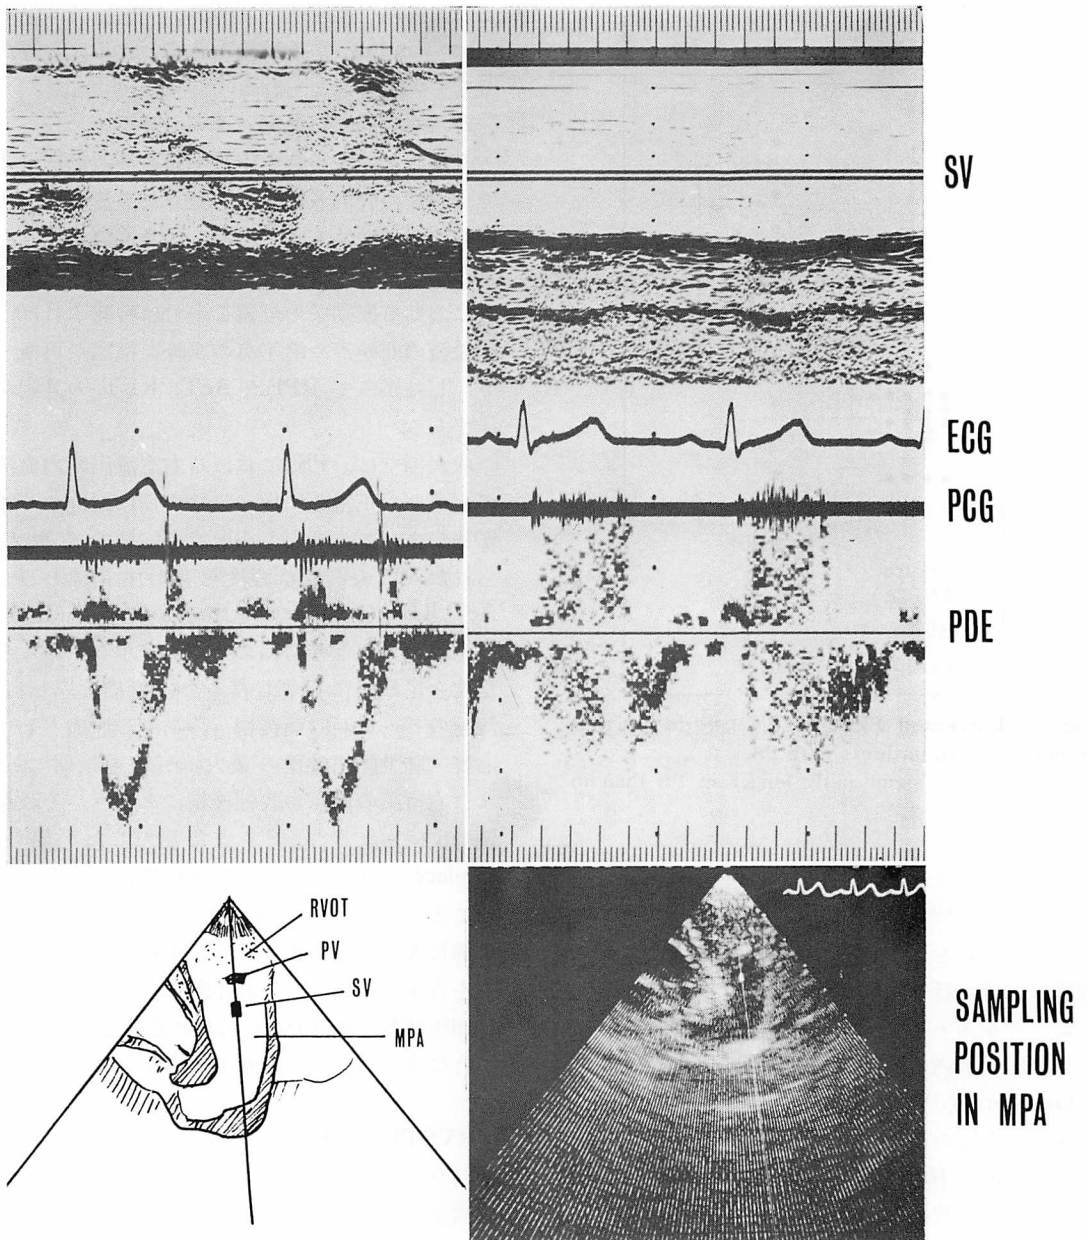 SV
ECG
PCG
PDE
RVOT
PV
SV
MPA
SAMPLING
POSITION
IN MPA